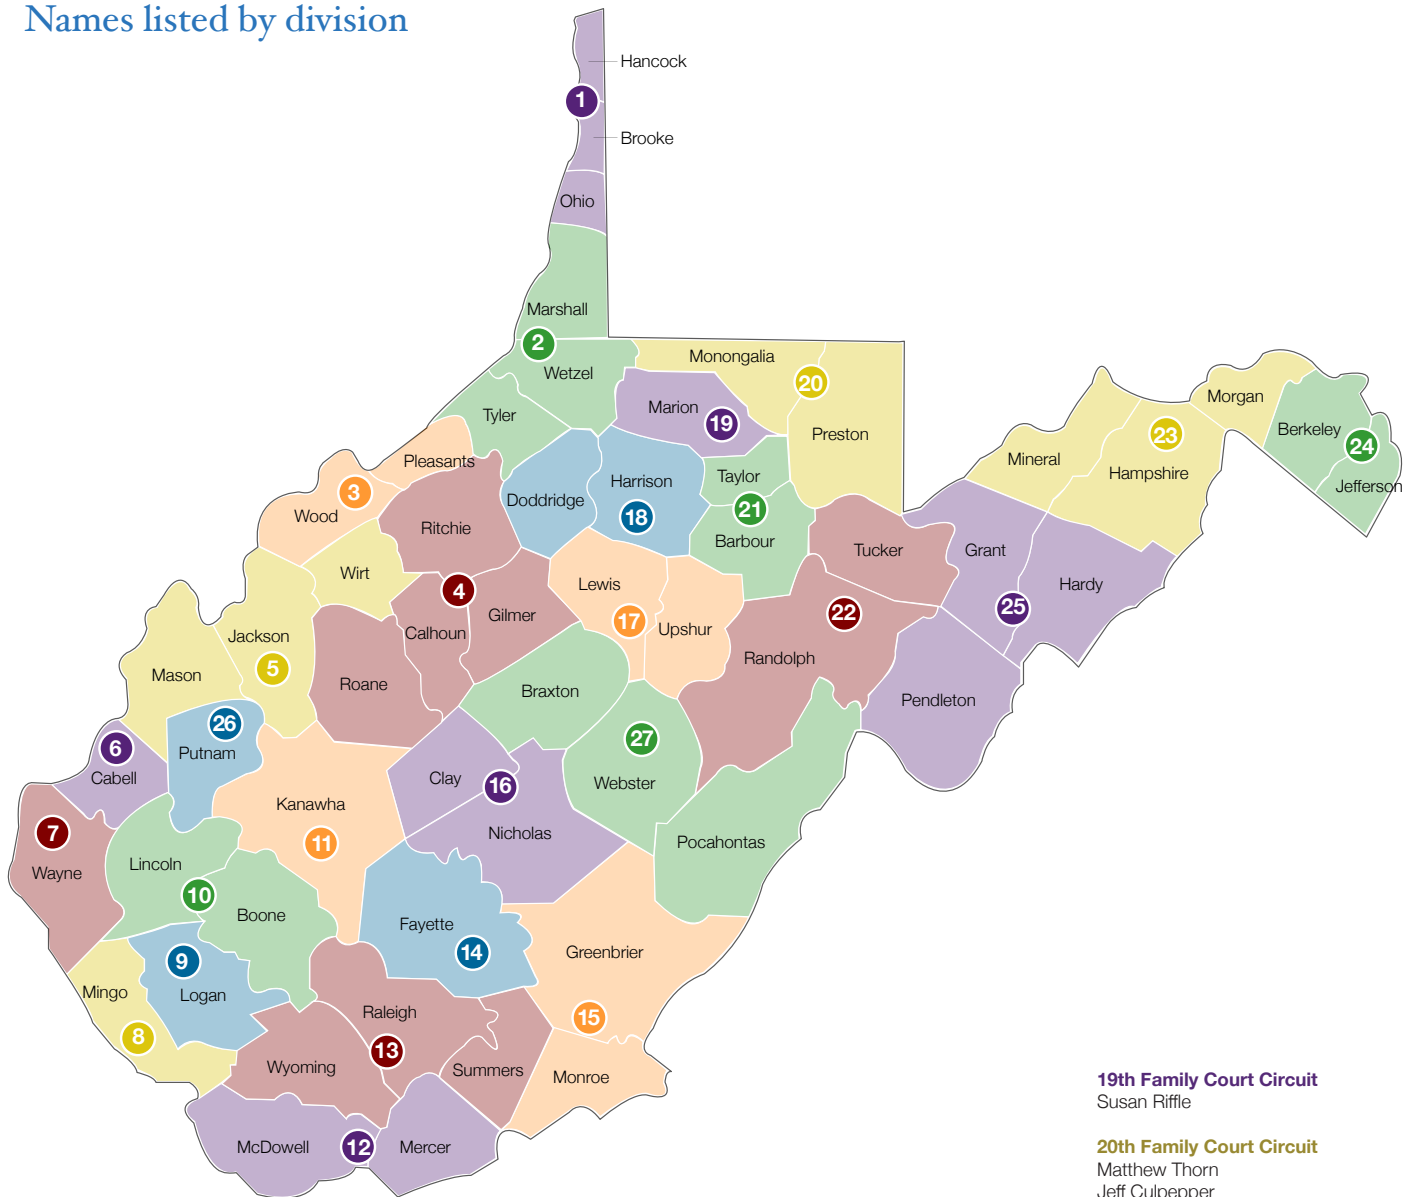 Names listed by division
Hancock
1
Brooke
Ohio
Marshall
2
Wetzel
Monongalia
20
Tyler
Marion
19
Preston
Morgan
Berkeley
24
23
Mineral
Hampshire
Jefferson
Pleasants
3
Wood
Doddridge
Harrison
18
Taylor
21
Barbour
Ritchie
Tucker
Grant
Hardy
25
Wirt
4
Lewis
17
Gilmer
Calhoun
Upshur
22
Randolph
Jackson
5
Mason
Roane
Braxton
Pendleton
26
Putnam
6
Cabell
27
Webster
Clay
16
Kanawha
11
Nicholas
Pocahontas
7
Wayne
Lincoln
10
Boone
Fayette
14
Greenbrier
9
Logan
Mingo
8
Raleigh
13
15
Wyoming
Summers
Monroe
McDowell
12
Mercer
19th Family Court Circuit
Susan Riffle
20th Family Court Circuit
Matthew Thorn
Jeff Culpepper